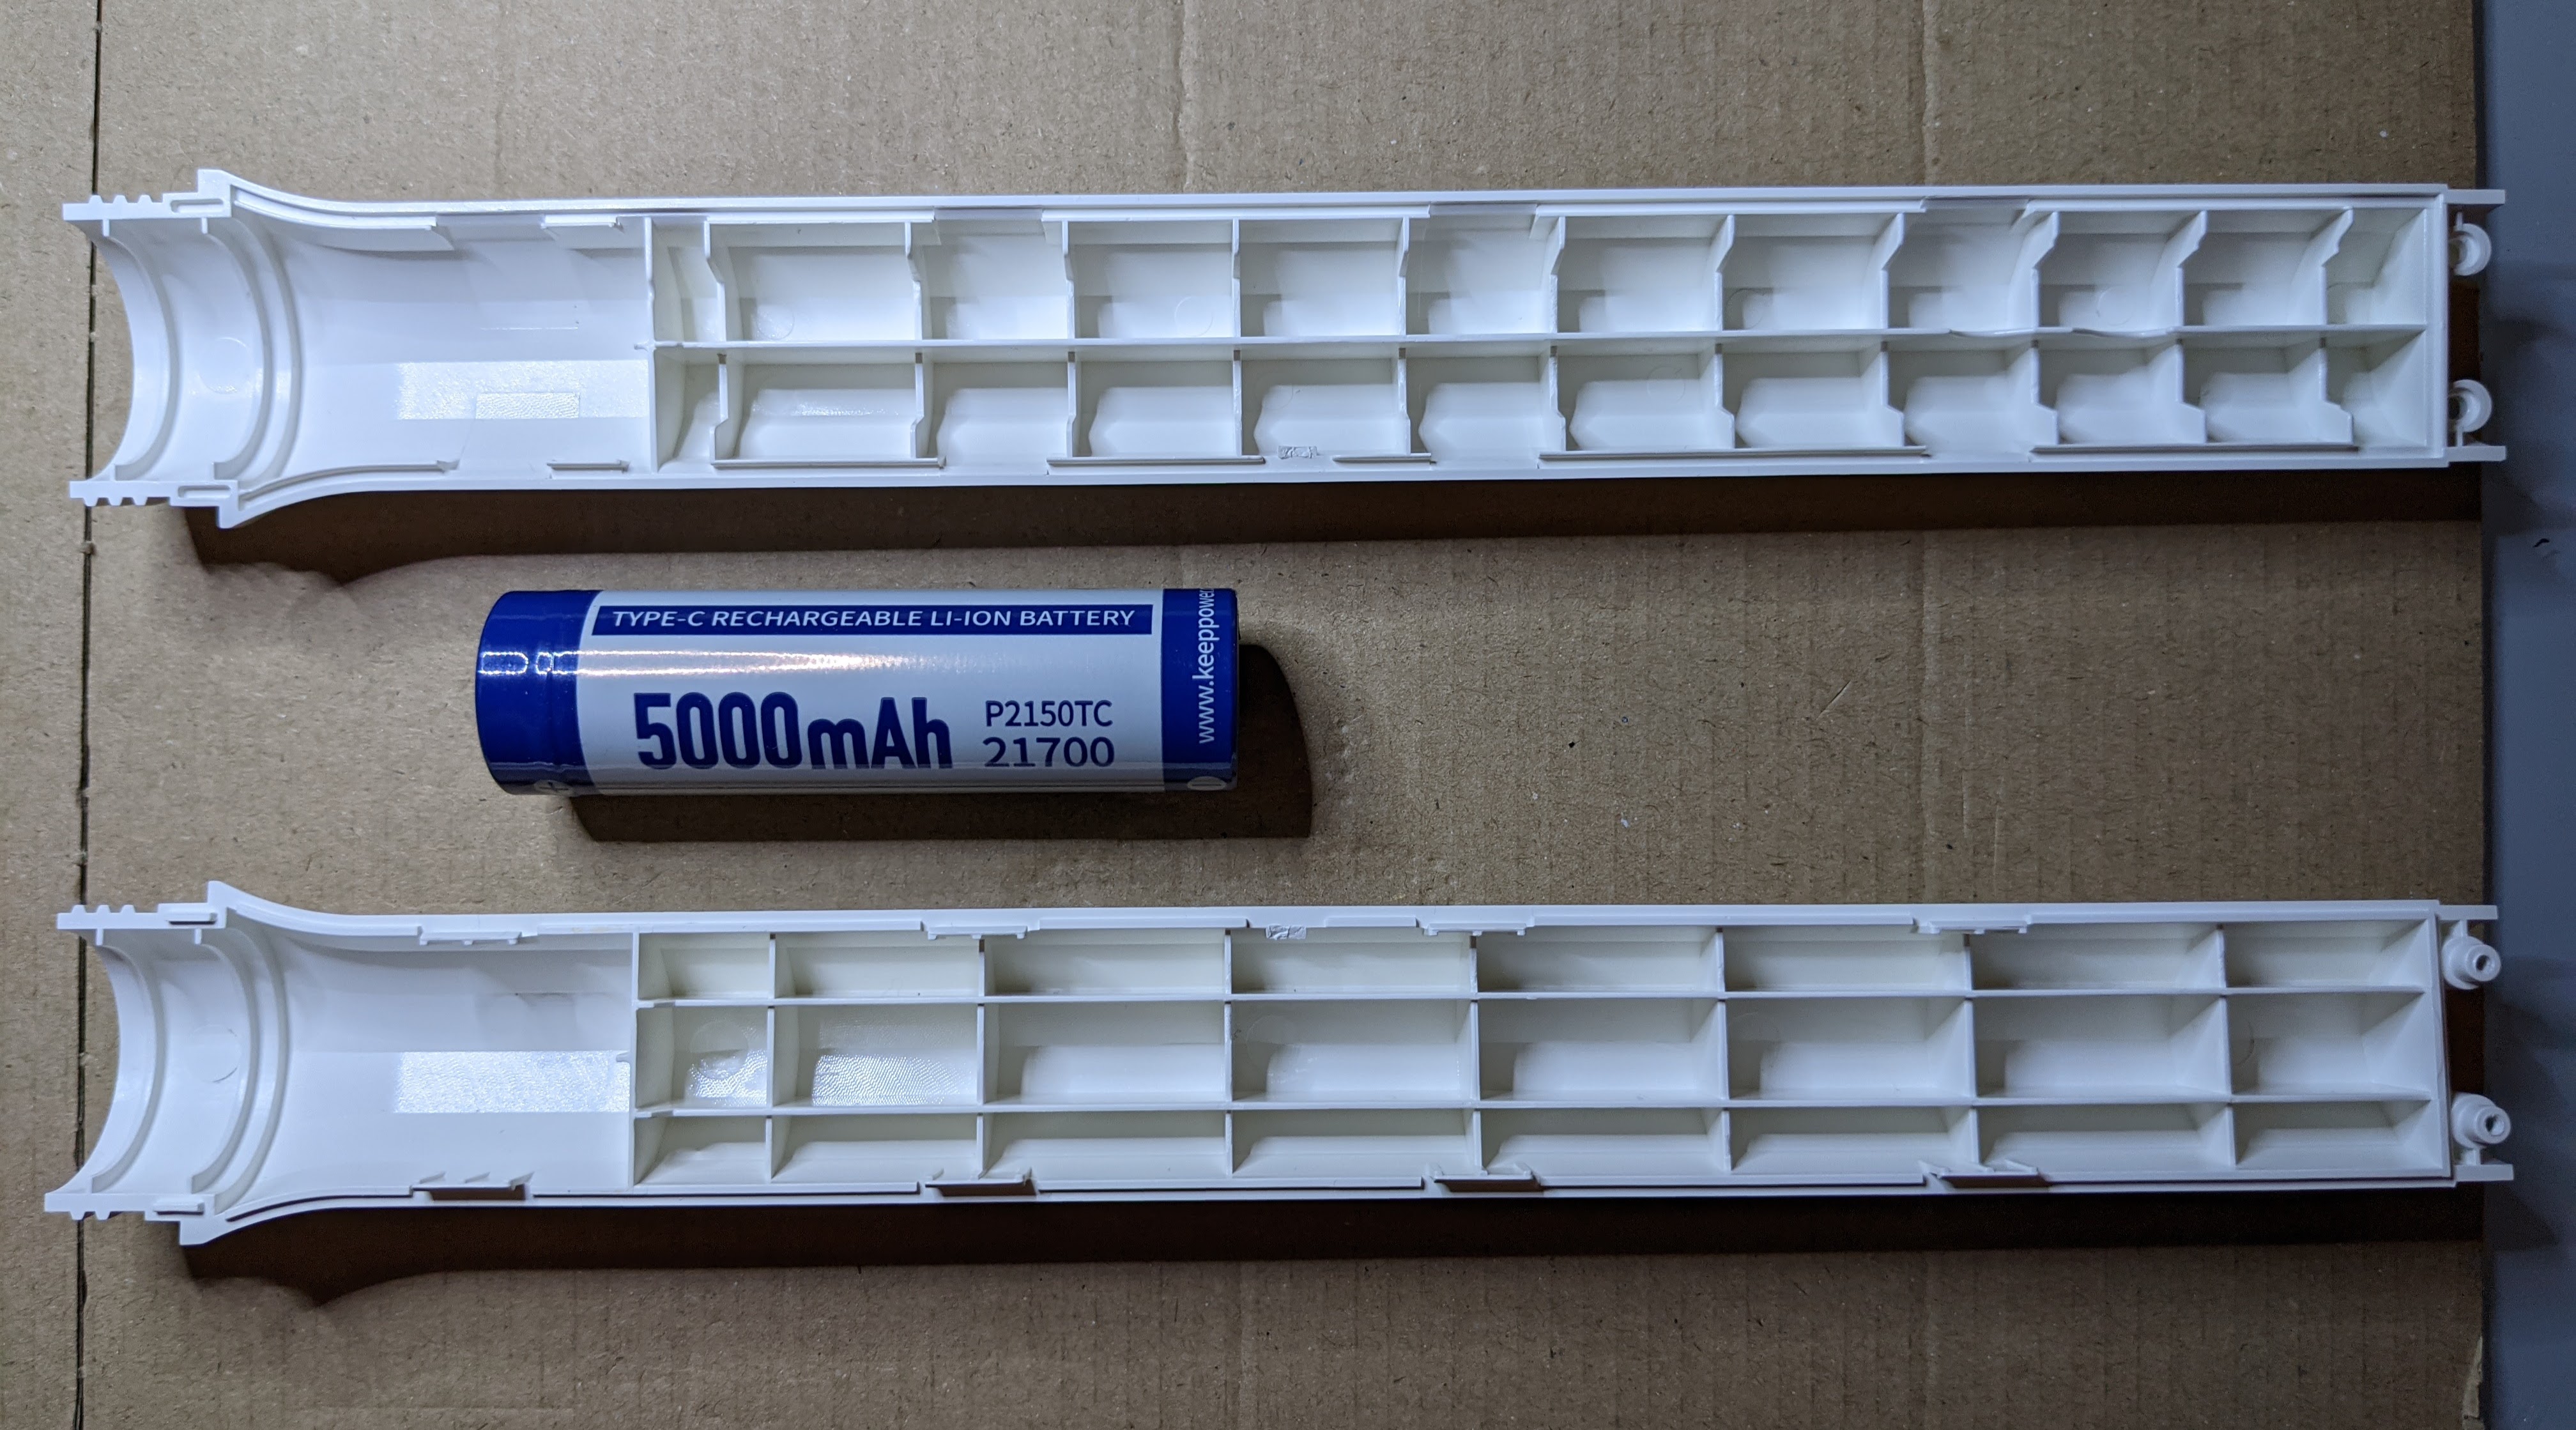 TYPE-C RECHARGEABLE LI-ION BATTERY
5000mAh
P2150TC
21700
www.keeppower